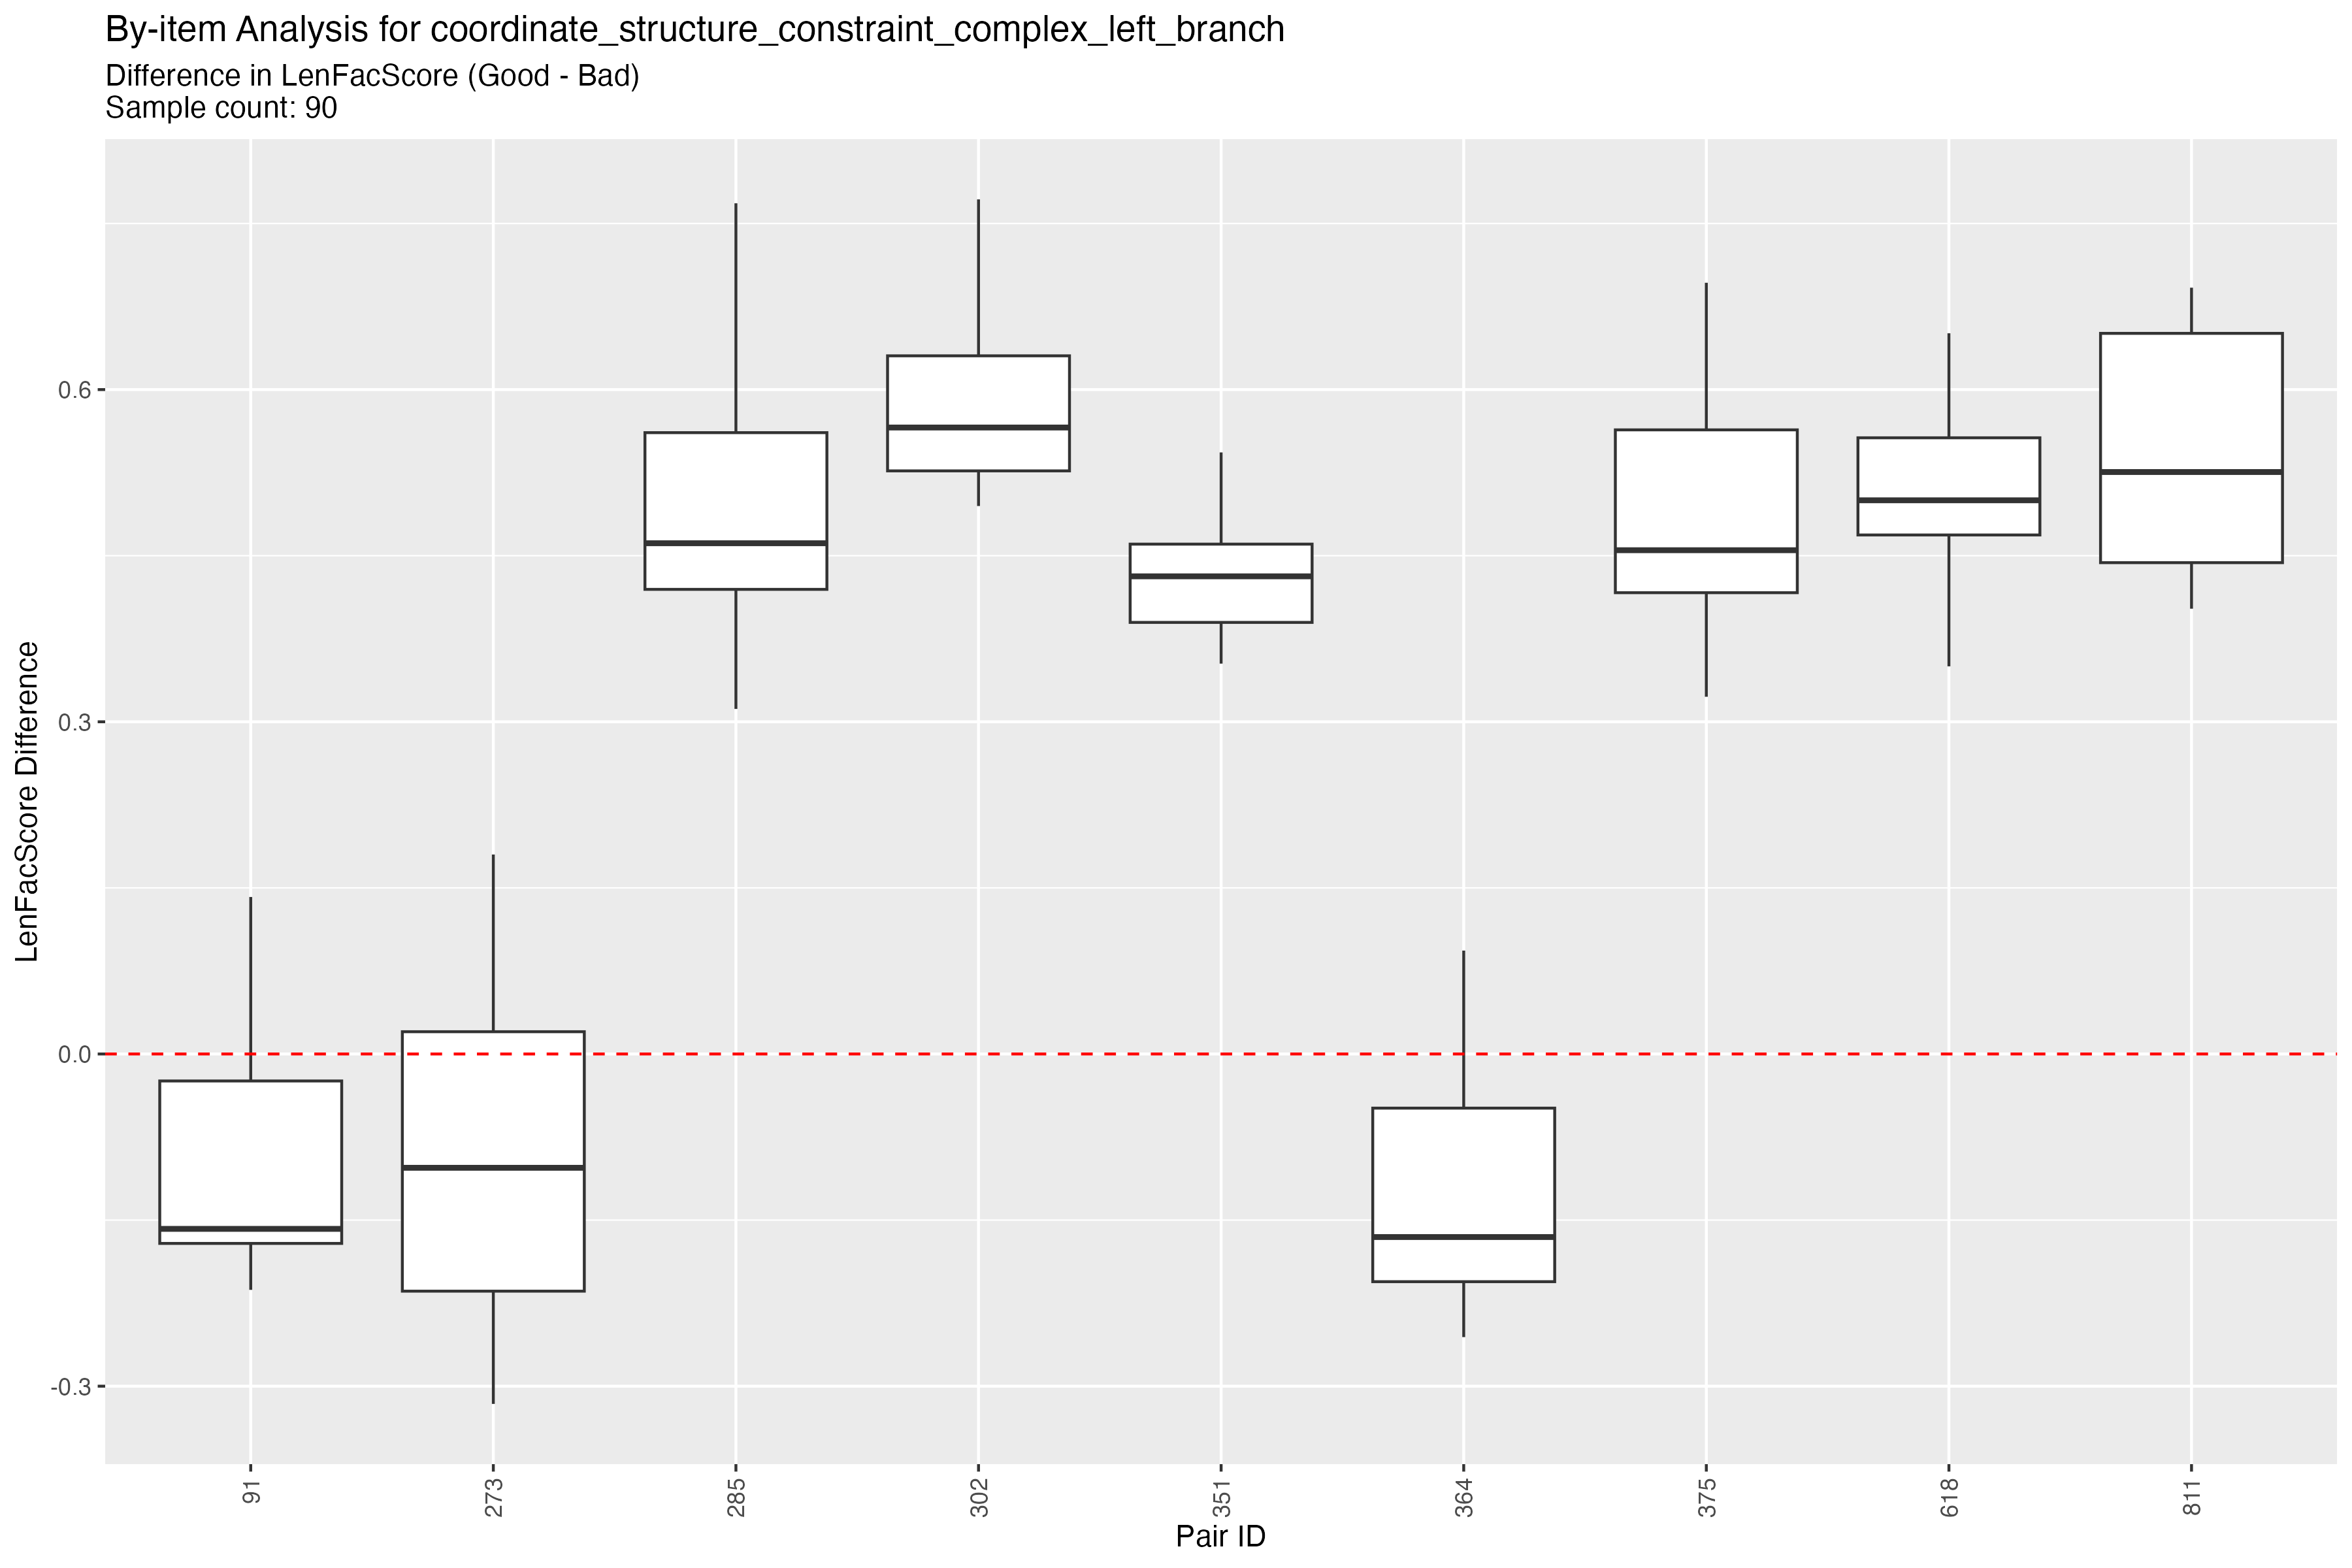 By-item Analysis for coordinate_structure_constraint_complex_left_branch
Difference in LenFacScore (Good - Bad)
Sample count: 90
LenFacScore Difference
0.6
0.3
0.0
-0.3
91
273
285
302
351
364
375
618
811
Pair ID